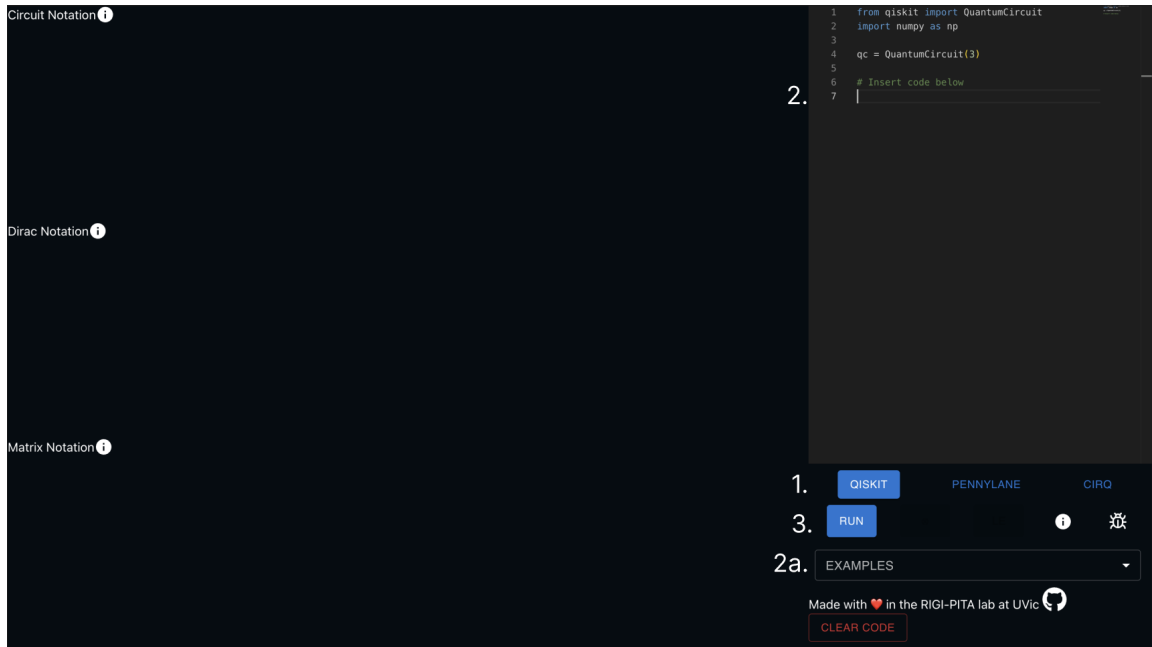 Circuit Notation
Dirac Notation
Matrix Notation
2.
1 from qiskit import QuantumCircuit
2 import numpy as np
3
4 qc = QuantumCircuit(3)
5
6 # Insert code below
7
1. QISKIT PENNYLANE CIRQ
3. RUN
2a. EXAMPLES
Made with ❤️ in the RIGI-PITA lab at UVic
CLEAR CODE